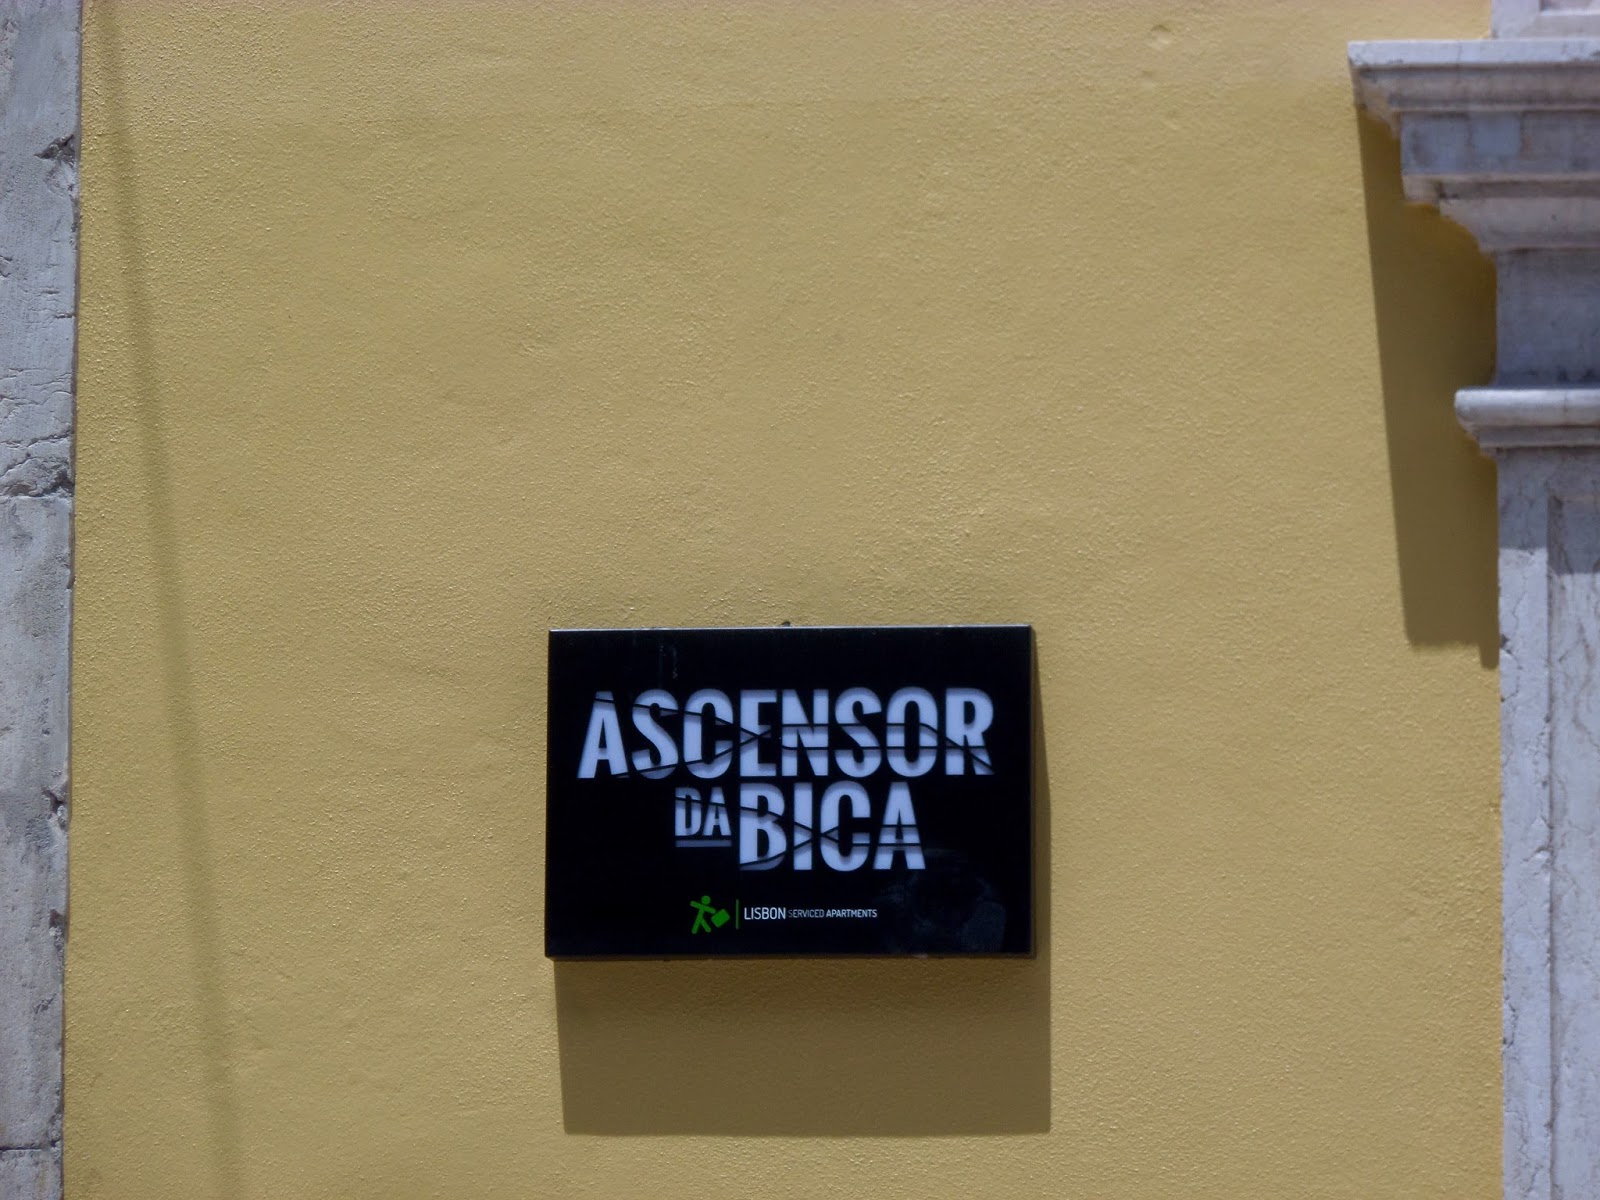 ASCENSOR
DA BICA
LISBON SERVICED APARTMENTS